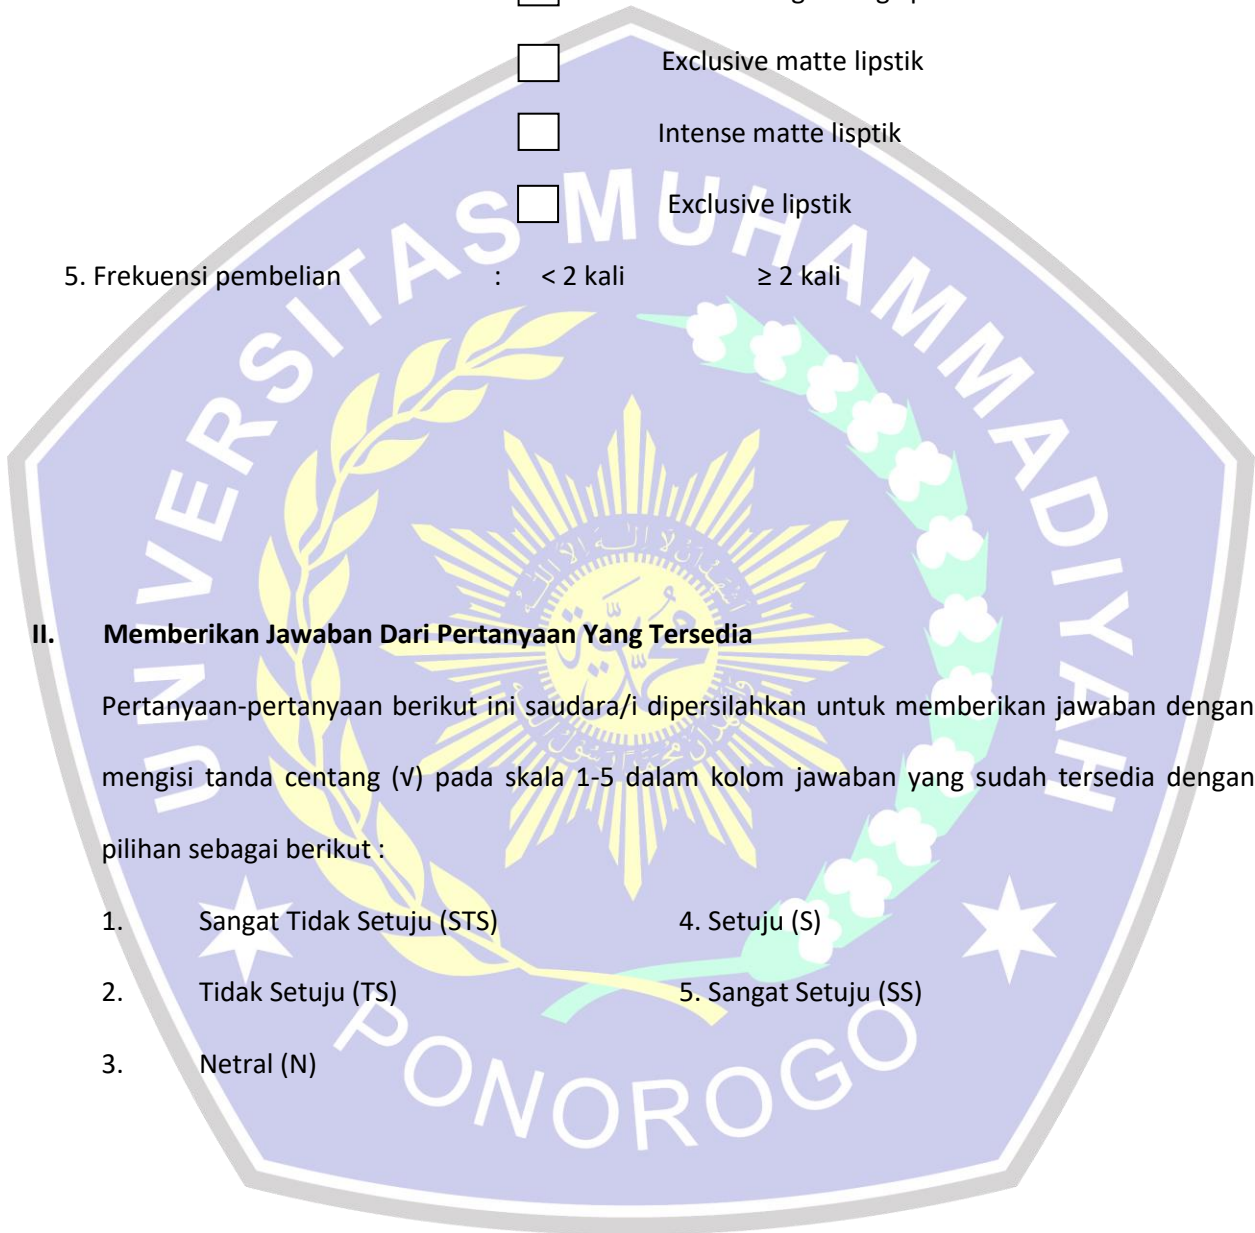 Exclusive matte lipstik
Intense matte lisptik
Exclusive lipstik
5. Frekuensi pembelian : < 2 kali ≥ 2 kali
II. Memberikan Jawaban Dari Pertanyaan Yang Tersedia
Pertanyaan-pertanyaan berikut ini saudara/i dipersilahkan untuk memberikan jawaban dengan
mengisi tanda centang (√) pada skala 1-5 dalam kolom jawaban yang sudah tersedia dengan
pilihan sebagai berikut :
1. Sangat Tidak Setuju (STS) 4. Setuju (S)
2. Tidak Setuju (TS) 5. Sangat Setuju (SS)
3. Netral (N)
UNIVERSITAS MUHAMMADIYAH
PONOROGO